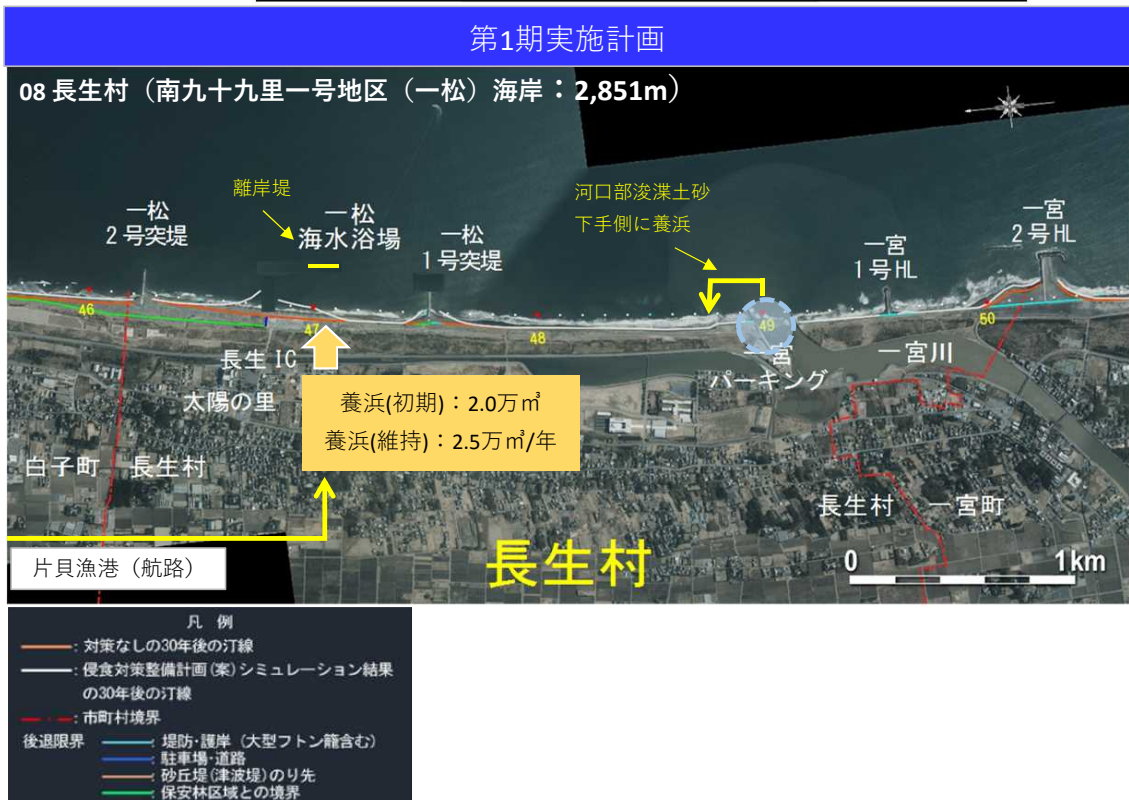 第1期実施計画
08 長生村（南九十九里一号地区（一松）海岸：2,851m）
離岸堤
河口部浚渫土砂
下手側に養浜
一松
2号突堤
一松
海水浴場
一松
1号突堤
一宮
1号HL
一宮
2号HL
46
47
48
49
50
長生IC
太陽の里
一宮
パーキング
一宮川
養浜(初期)：2.0万㎥
養浜(維持)：2.5万㎥/年
白子町
長生村
長生村
一宮町
片貝漁港（航路）
長生村
0
1km
凡 例
：対策なしの30年後の汀線
：侵食対策整備計画(案)シミュレーション結果
の30年後の汀線
：市町村境界
後退限界
：堤防・護岸（大型フトン籠含む）
：駐車場・道路
：砂丘堤(津波堤)のり先
：保安林区域との境界